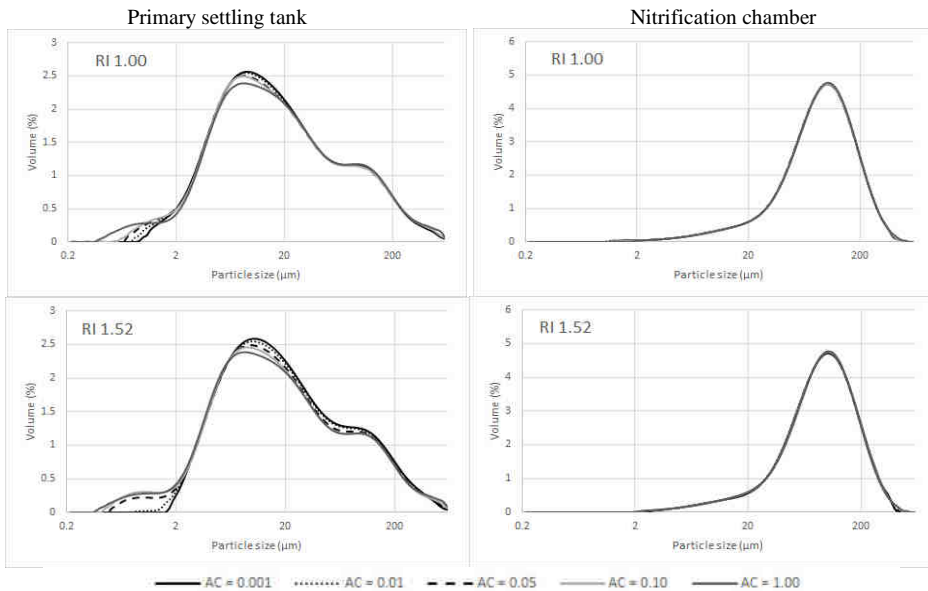 Primary settling tank
Nitrification chamber
RI 1.00
Volume (%)
3
2.5
2
1.5
1
0.5
0
0.2 2 20 200
Particle size (µm)
RI 1.00
Volume (%)
6
5
4
3
2
1
0
0.2 2 20 200
Particle size (µm)
RI 1.52
Volume (%)
3
2.5
2
1.5
1
0.5
0
0.2 2 20 200
Particle size (µm)
RI 1.52
Volume (%)
6
5
4
3
2
1
0
0.2 2 20 200
Particle size (µm)
AC = 0.001 AC = 0.01 AC = 0.05 AC = 0.10 AC = 1.00